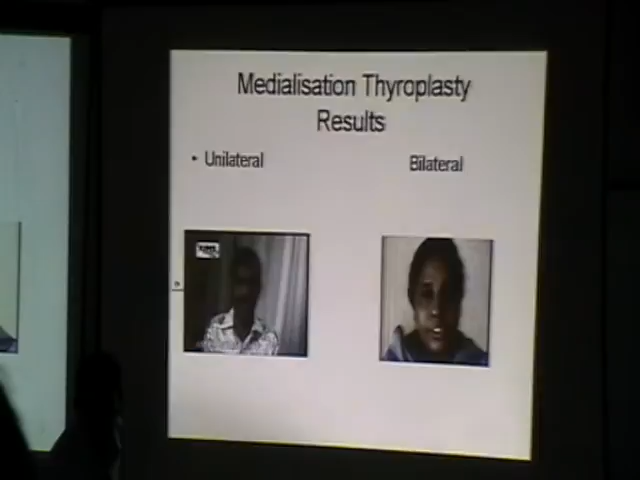 Medialisation Thyroplasty
Results
• Unilateral
Bilateral